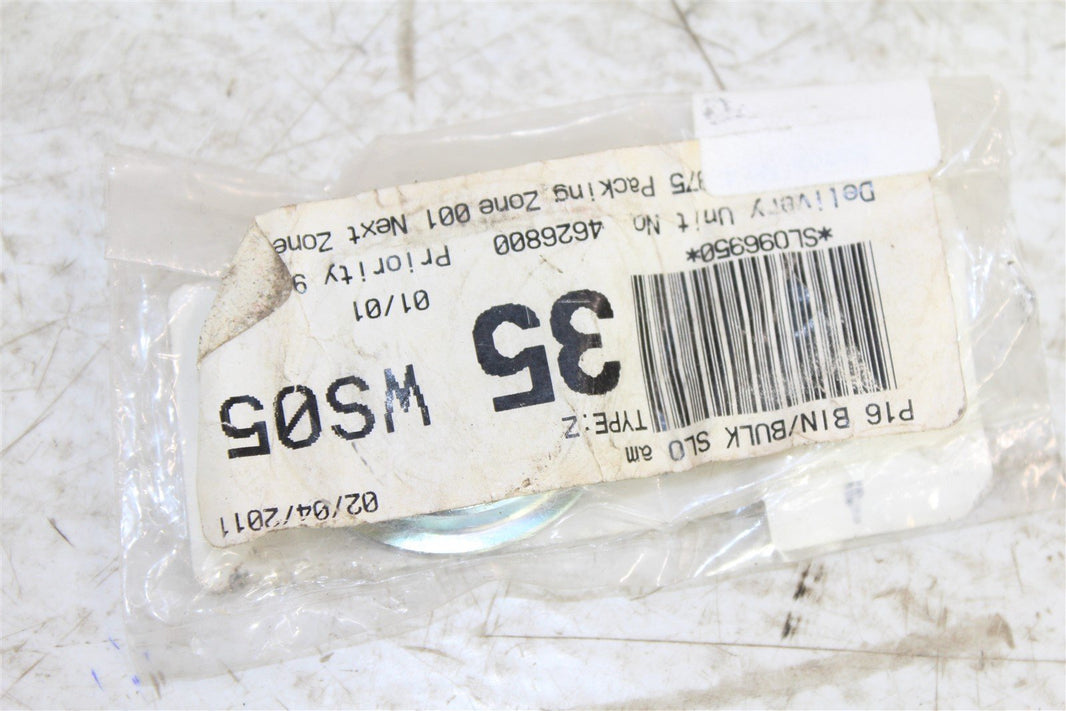 P16 BIN/BULK SLO am 02/04/2011
TYPE:Z
35 WS05
*SL096950* 01/01
Delivery Unit No 4626800 Priority 9
Packing Zone 001 Next Zone